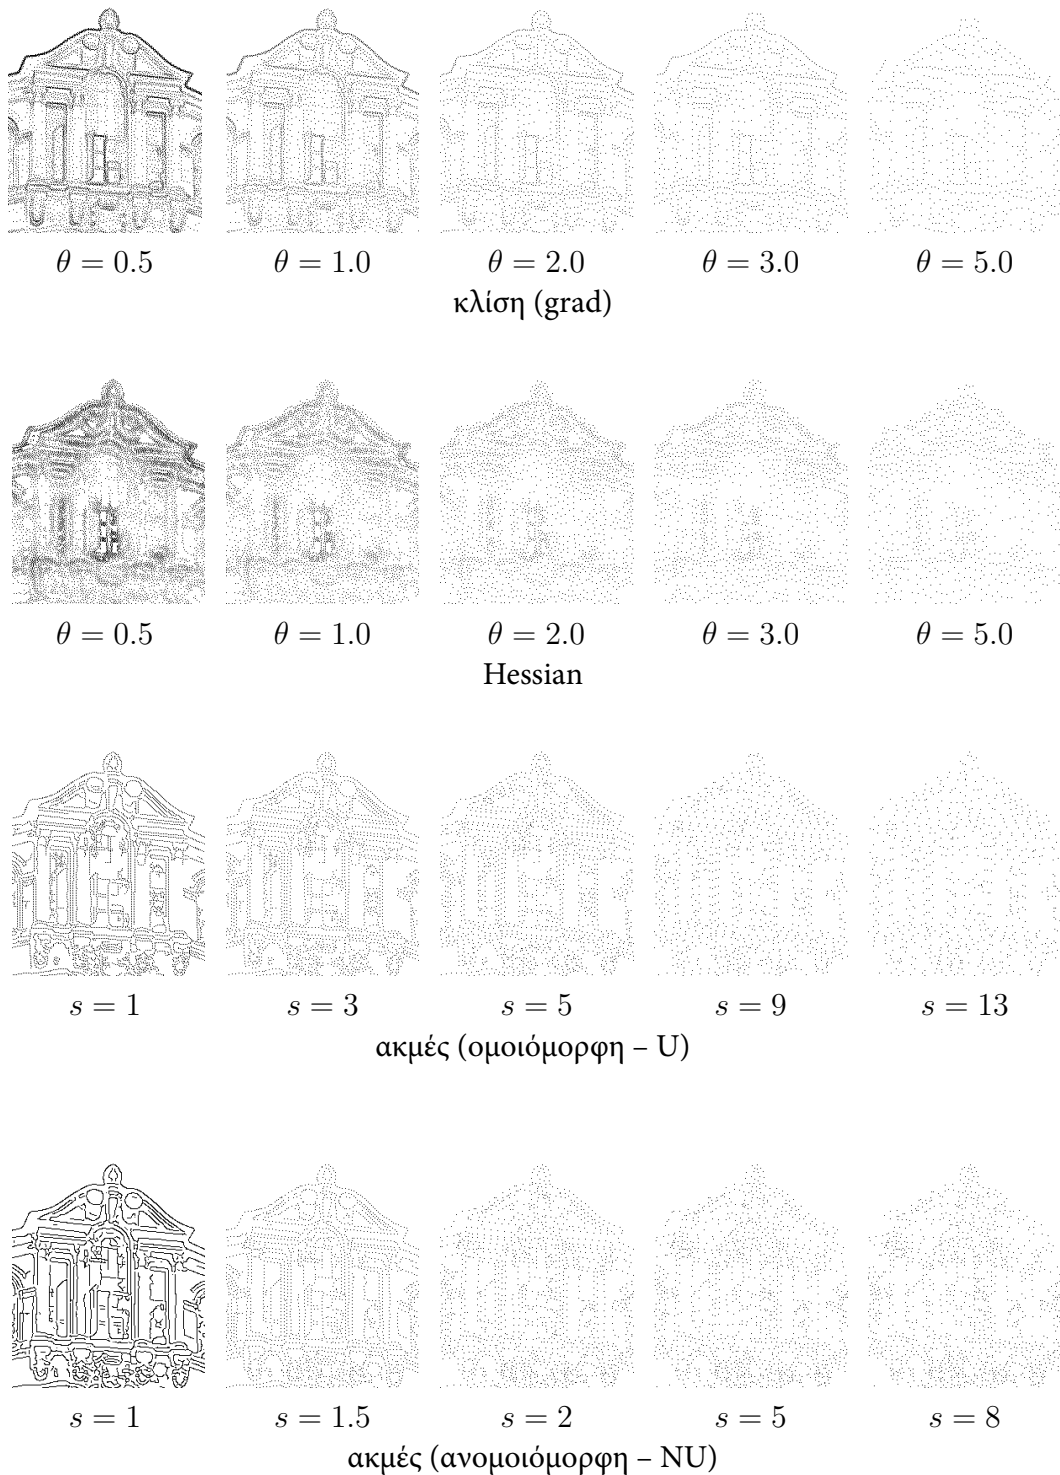 θ = 0.5 θ = 1.0 θ = 2.0 θ = 3.0 θ = 5.0
κλίση (grad)
θ = 0.5 θ = 1.0 θ = 2.0 θ = 3.0 θ = 5.0
Hessian
s = 1 s = 3 s = 5 s = 9 s = 13
ακμές (ομοιόμορφη – U)
s = 1 s = 1.5 s = 2 s = 5 s = 8
ακμές (ανομοιόμορφη – NU)